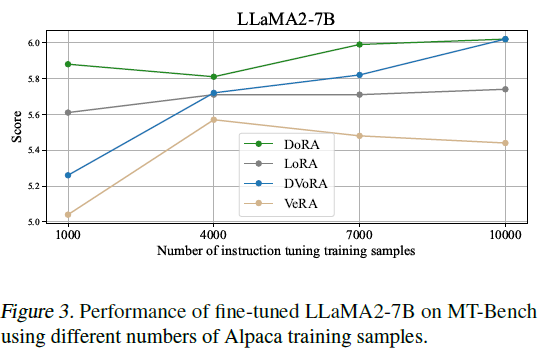 LLaMA2-7B
6.0
5.8
5.6
5.4
5.2
5.0
Score
DoRA
LoRA
DVoRA
VeRA
1000 4000 7000 10000
Number of instruction tuning training samples
Figure 3. Performance of fine-tuned LLaMA2-7B on MT-Bench
using different numbers of Alpaca training samples.